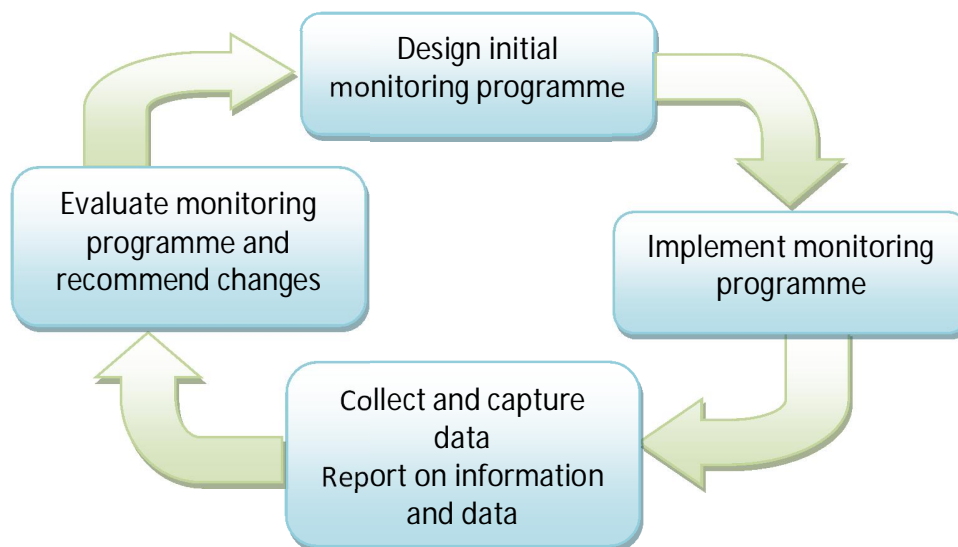 Design initial
monitoring programme
Implement monitoring
programme
Collect and capture
data
Report on information
and data
Evaluate monitoring
programme and
recommend changes